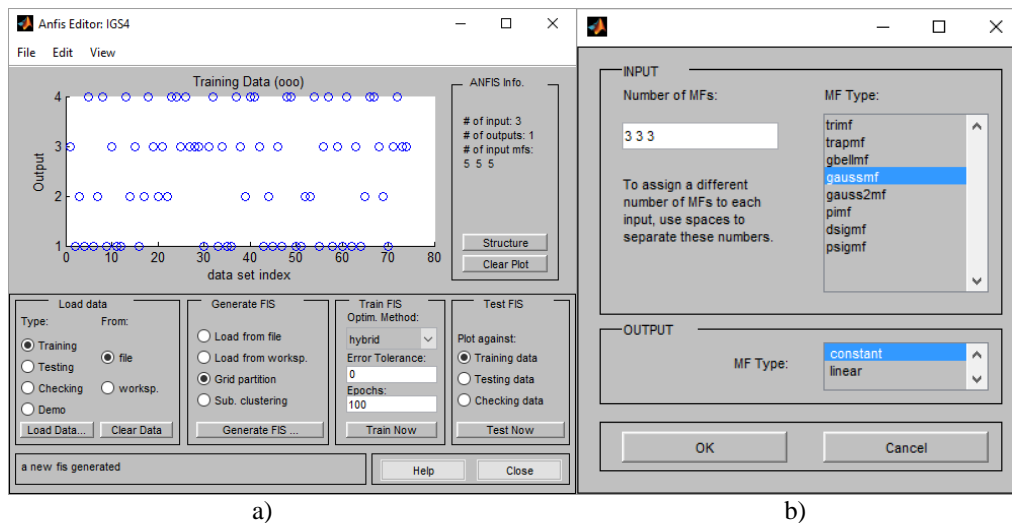 Anfis Editor: IGS4
File Edit View
Training Data (ooo)
4
3
2
1
Output
0 10 20 30 40 50 60 70 80
data set index
ANFIS Info.
# of input: 3
# of outputs: 1
# of input mfs:
5 5 5
Structure
Clear Plot
Load data
Type: From:
Training
Testing
Checking
Demo
file
worksp.
Load Data... Clear Data
Generate FIS
Load from file
Load from worksp.
Grid partition
Sub. clustering
Generate FIS ...
Train FIS
Optim. Method:
hybrid
Error Tolerance:
0
Epochs:
100
Train Now
Test FIS
Plot against:
Training data
Testing data
Checking data
Test Now
a new fis generated
Help Close
a)
INPUT
Number of MFs:
3 3 3
To assign a different
number of MFs to each
input, use spaces to
separate these numbers.
MF Type:
trimf
trapmf
gbellmf
gaussmf
gauss2mf
pimf
dsigmf
psigmf
OUTPUT
MF Type:
constant
linear
OK Cancel
b)